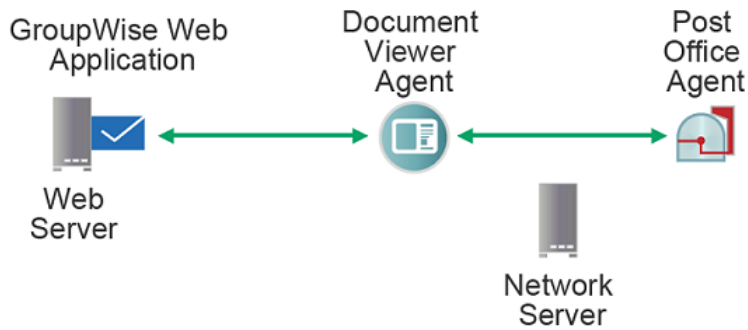 GroupWise Web
Application
Document
Viewer
Agent
Post
Office
Agent
Web
Server
Network
Server